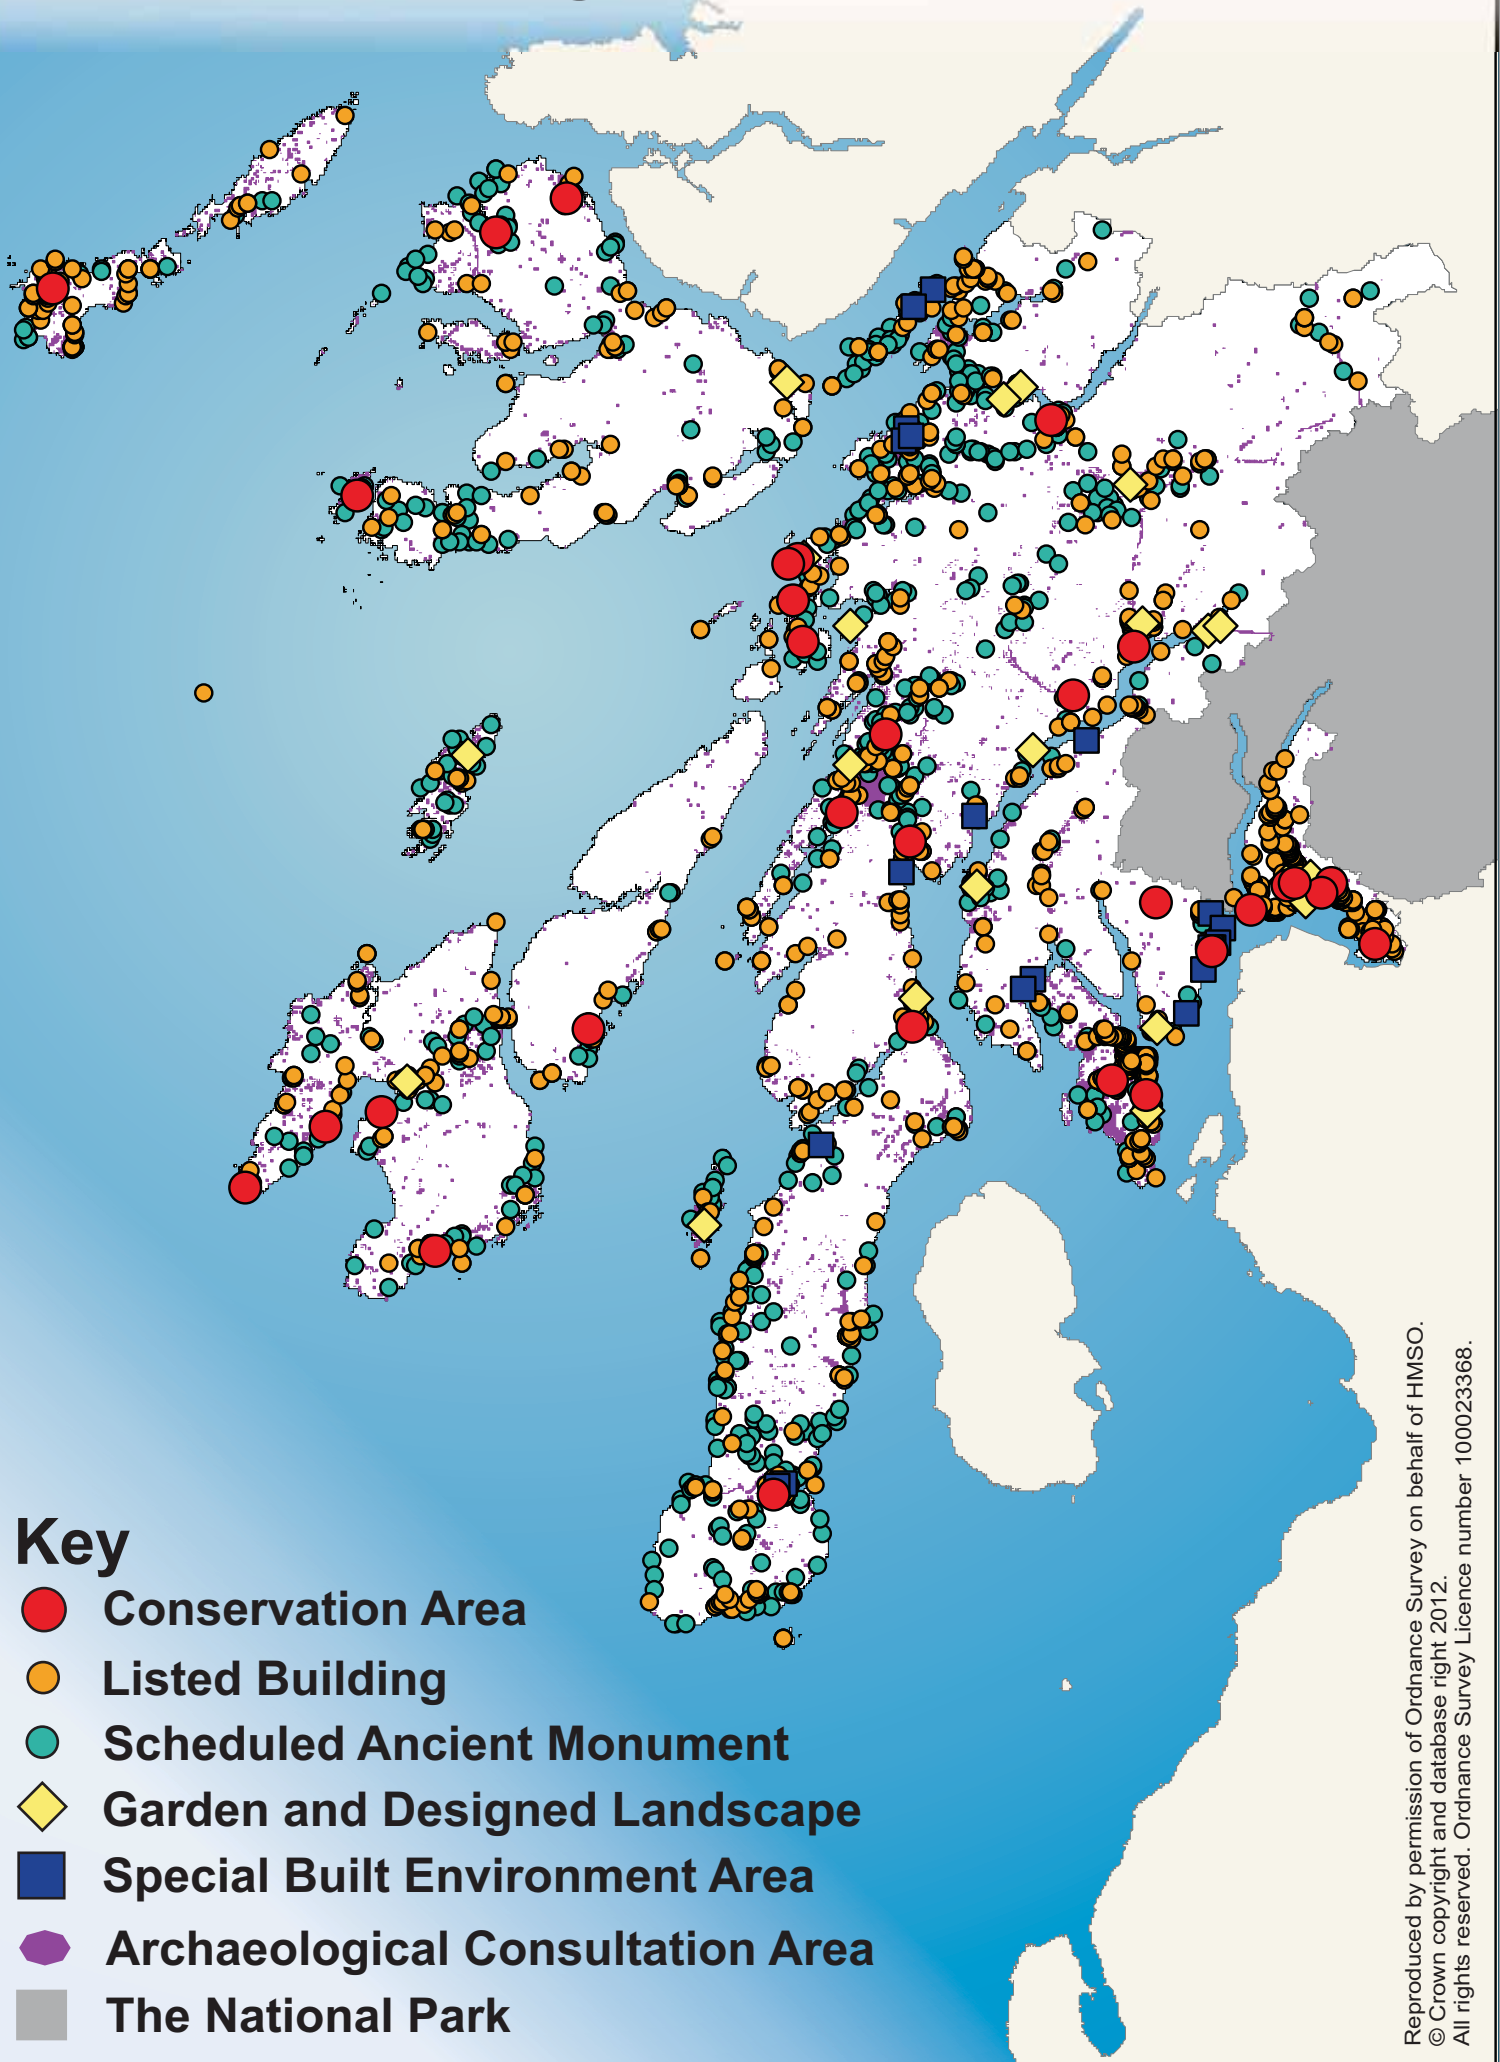 Key
Conservation Area
Listed Building
Scheduled Ancient Monument
Garden and Designed Landscape
Special Built Environment Area
Archaeological Consultation Area
The National Park
Reproduced by permission of Ordnance Survey on behalf of HMSO.
© Crown copyright and database right 2012.
All rights reserved. Ordnance Survey Licence number 100023368.